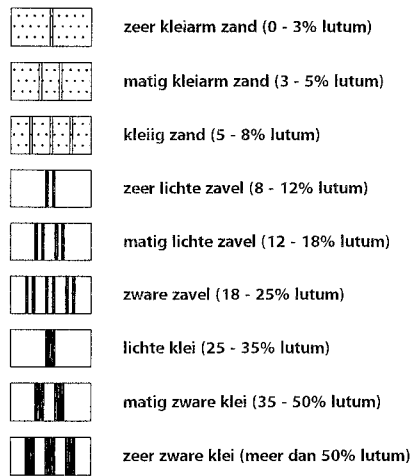 zeer kleiarm zand (0 - 3% lutum)
matig kleiarm zand (3 - 5% lutum)
kleiig zand (5 - 8% lutum)
zeer lichte zavel (8 - 12% lutum)
matig lichte zavel (12 - 18% lutum)
zware zavel (18 - 25% lutum)
lichte klei (25 - 35% lutum)
matig zware klei (35 - 50% lutum)
zeer zware klei (meer dan 50% lutum)